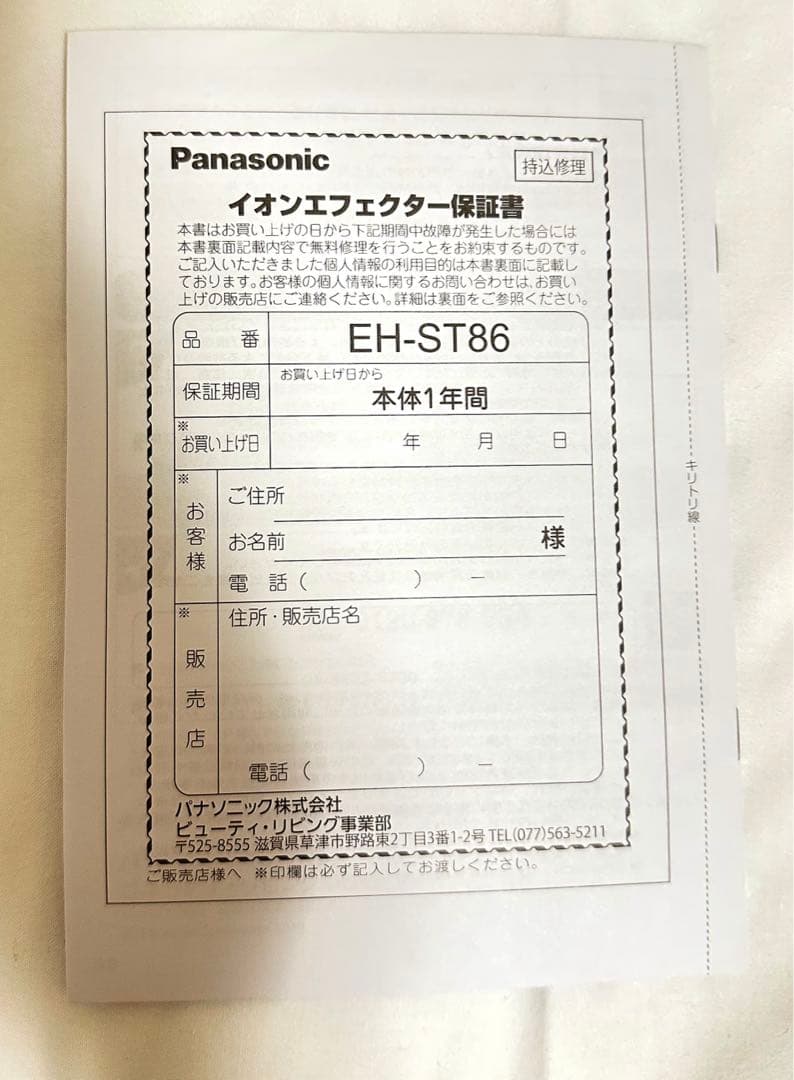 Panasonic
持込修理
イオンエフェクター保証書
本書はお買い上げの日から下記期間中故障が発生した場合には
本書裏面記載内容で無料修理を行うことをお約束するものです。
ご記入いただきました個人情報の利用目的は本書裏面に記載し
ております。お客様の個人情報に関するお問い合わせは、お買い
上げの販売店にご連絡ください。詳細は裏面をご参照ください。
品 番 EH-ST86
保証期間 お買い上げ日から
本体1年間
※
お買い上げ日 年 月 日
※
お客様
ご住所
お名前 様
電 話 ( ) −
※
販売店
住所・販売店名
電話 ( ) −
パナソニック株式会社
ビューティ・リビング事業部
〒525-8555 滋賀県草津市野路東2丁目3番1-2号 TEL(077)563-5211
ご販売店様へ ※印欄は必ず記入してお渡しください。
キリトリ線